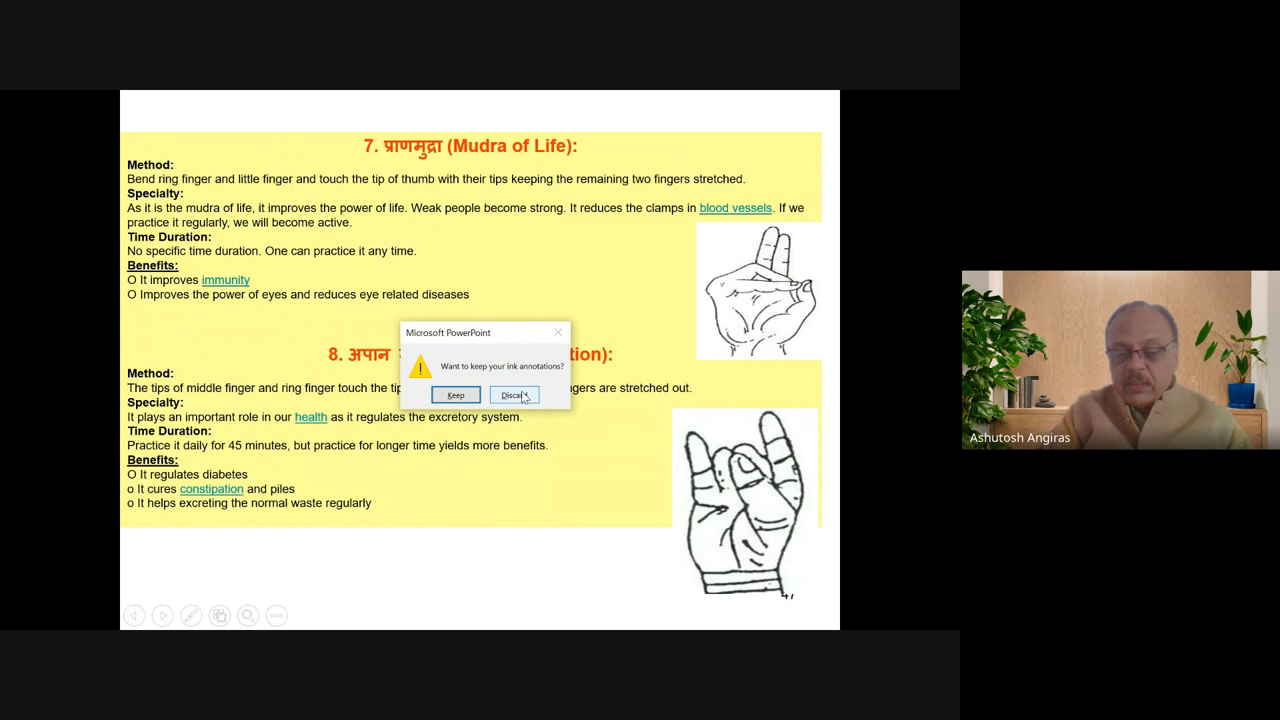 7. प्राणमुद्रा (Mudra of Life):
Method:
Bend ring finger and little finger and touch the tip of thumb with their tips keeping the remaining two fingers stretched.
Specialty:
As it is the mudra of life, it improves the power of life. Weak people become strong. It reduces the clamps in blood vessels. If we
practice it regularly, we will become active.
Time Duration:
No specific time duration. One can practice it any time.
Benefits:
O It improves immunity
O Improves the power of eyes and reduces eye related diseases
Microsoft PowerPoint
Want to keep your ink annotations?
Keep
Discard
8. अपान tion):
Method:
The tips of middle finger and ring finger touch the tip gers are stretched out.
Specialty:
It plays an important role in our health as it regulates the excretory system.
Time Duration:
Practice it daily for 45 minutes, but practice for longer time yields more benefits.
Benefits:
O It regulates diabetes
o It cures constipation and piles
o It helps excreting the normal waste regularly
Ashutosh Angiras